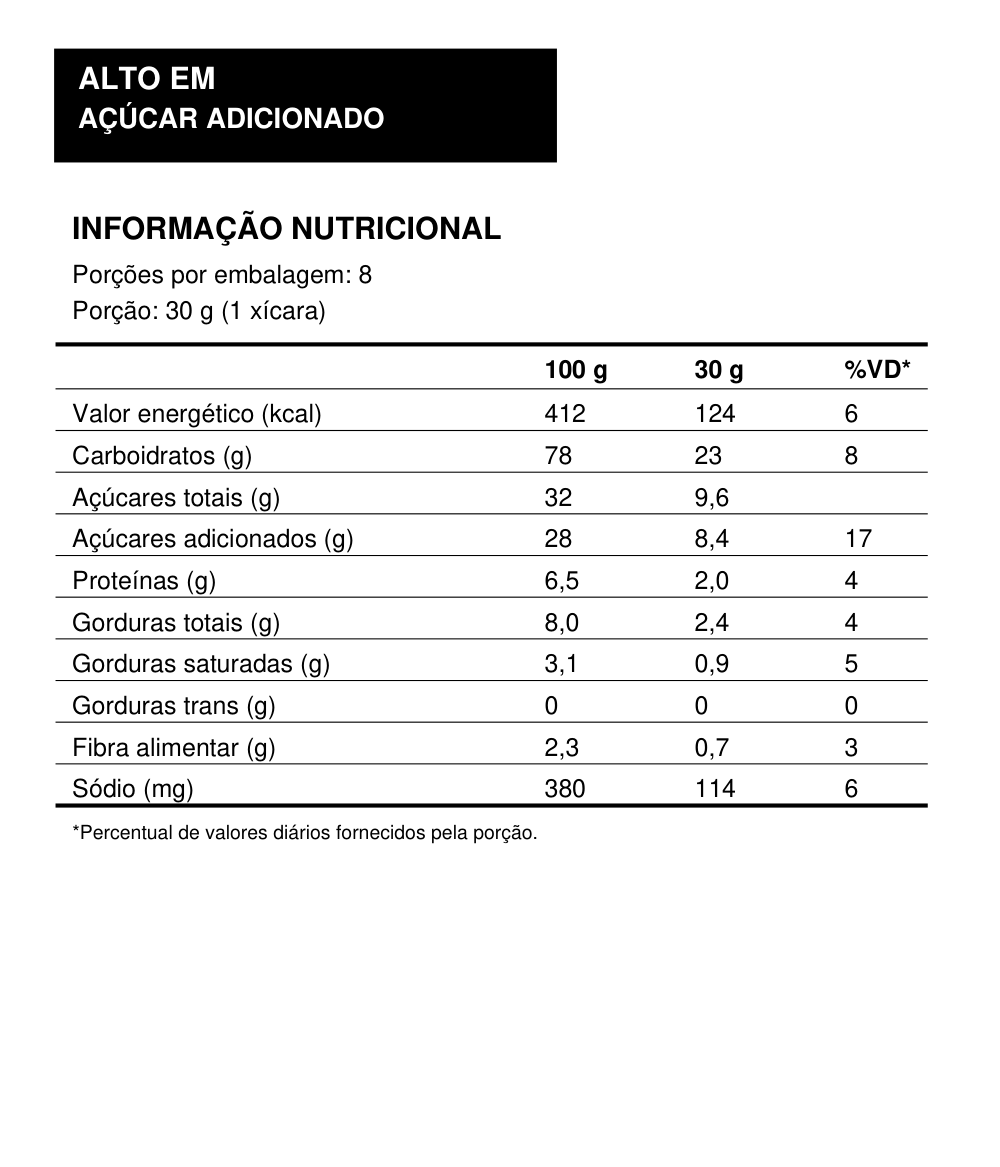 ALTO EM
AÇÚCAR ADICIONADO
INFORMAÇÃO NUTRICIONAL
Porções por embalagem: 8
Porção: 30 g (1 xícara)
100 g 30 g %VD*
Valor energético (kcal) 412 124 6
Carboidratos (g) 78 23 8
Açúcares totais (g) 32 9,6
Açúcares adicionados (g) 28 8,4 17
Proteínas (g) 6,5 2,0 4
Gorduras totais (g) 8,0 2,4 4
Gorduras saturadas (g) 3,1 0,9 5
Gorduras trans (g) 0 0 0
Fibra alimentar (g) 2,3 0,7 3
Sódio (mg) 380 114 6
*Percentual de valores diários fornecidos pela porção.